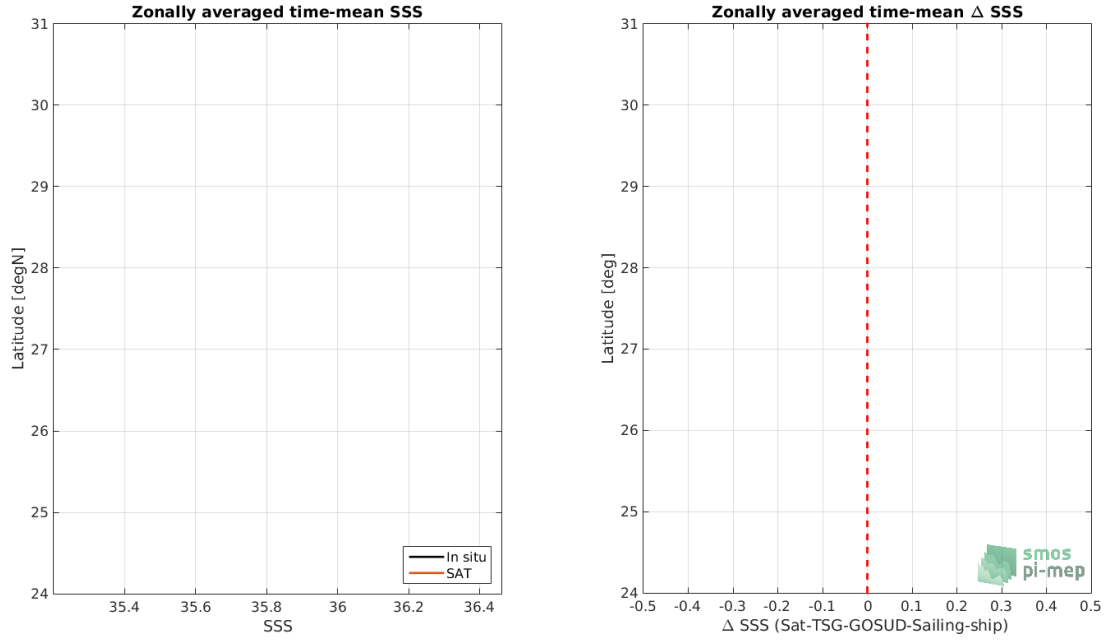 Zonally averaged time-mean SSS
31
30
29
28
27
26
25
24
Latitude [degN]
35.4 35.6 35.8 36 36.2 36.4
SSS
In situ
SAT
Zonally averaged time-mean Δ SSS
31
30
29
28
27
26
25
24
Latitude [deg]
-0.5 -0.4 -0.3 -0.2 -0.1 0 0.1 0.2 0.3 0.4 0.5
Δ SSS (Sat-TSG-GOSUD-Sailing-ship)
smos
pi-mep